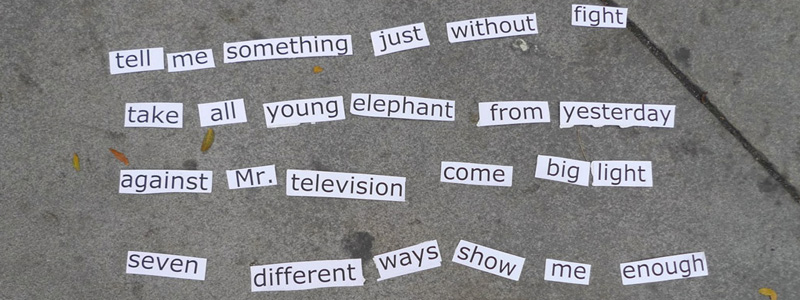 tell me something just without fight
take all young elephant from yesterday
against Mr. television come big light
seven different ways show me enough